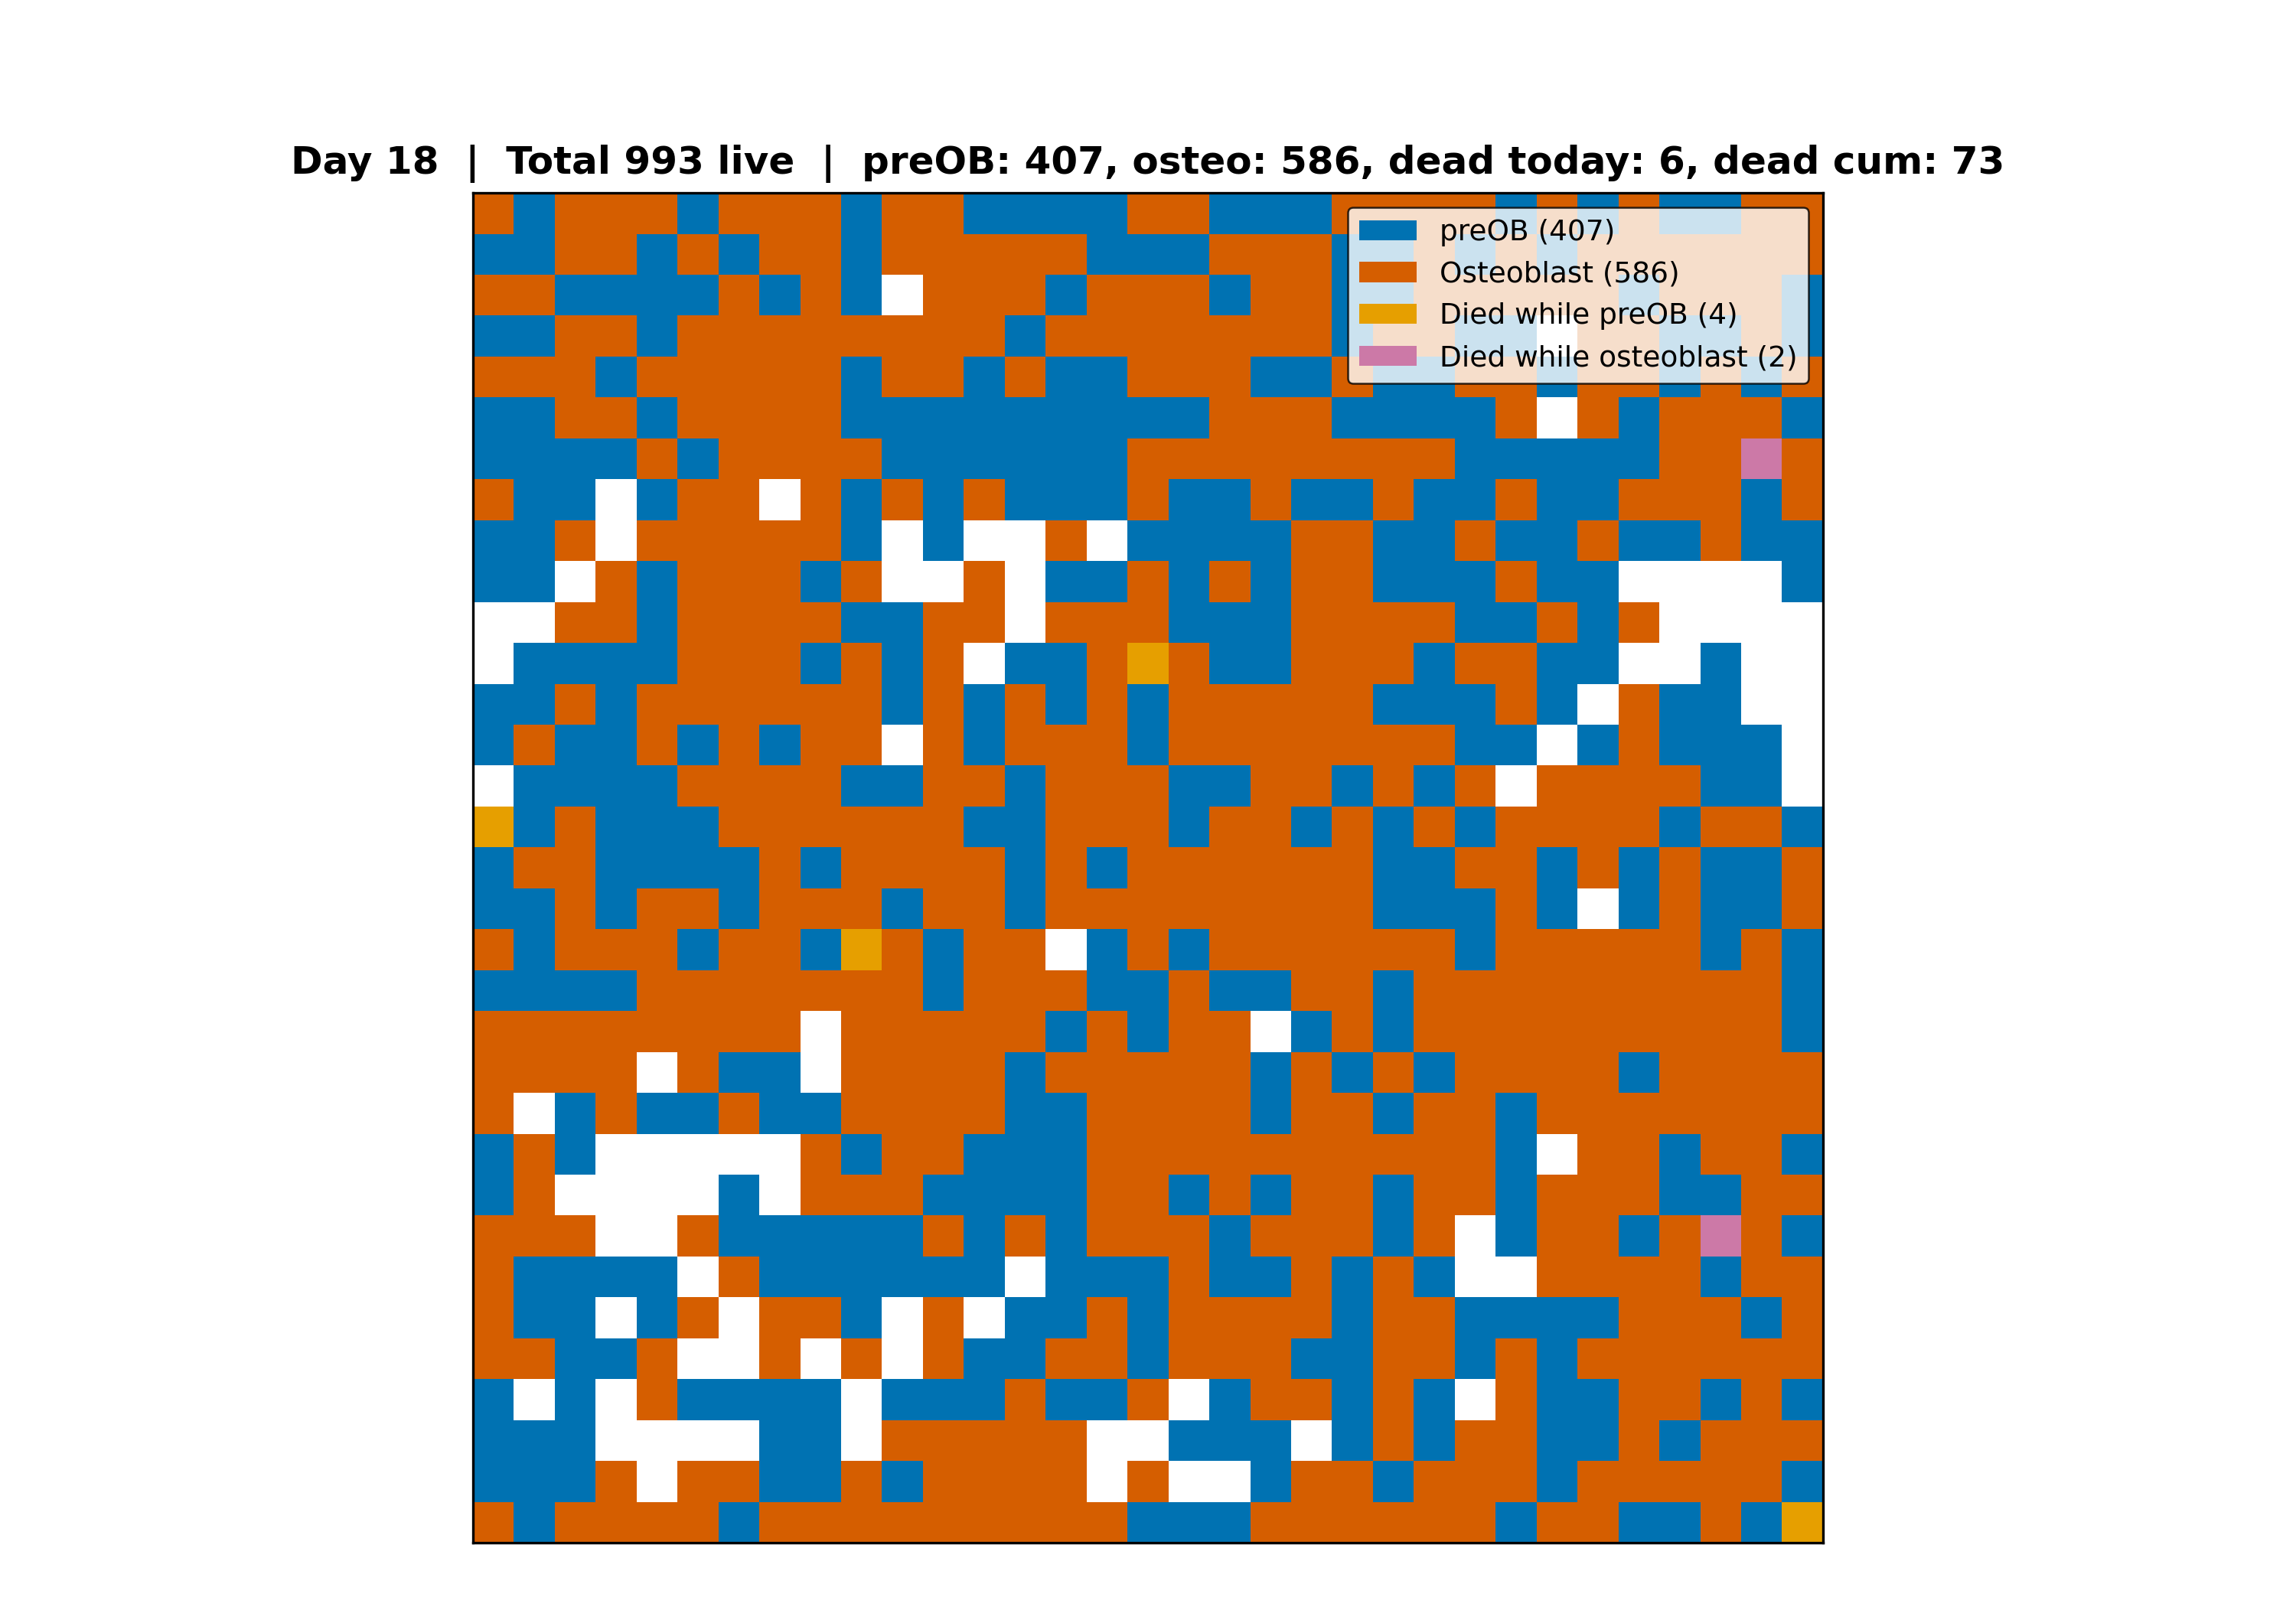 Day 18 | Total 993 live | preOB: 407, osteo: 586, dead today: 6, dead cum: 73
preOB (407)
Osteoblast (586)
Died while preOB (4)
Died while osteoblast (2)